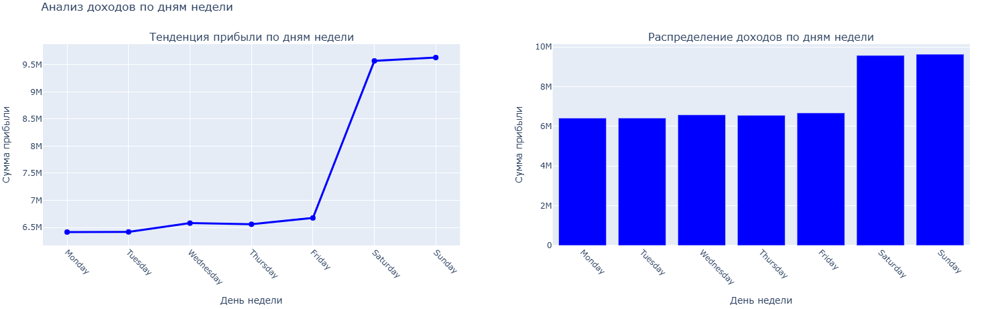 Анализ доходов по дням недели
Тенденция прибыли по дням недели
Сумма прибыли
9.5M
9M
8.5M
8M
7.5M
7M
6.5M
Monday
Tuesday
Wednesday
Thursday
Friday
Saturday
Sunday
День недели
Распределение доходов по дням недели
Сумма прибыли
10M
8M
6M
4M
2M
0
Monday
Tuesday
Wednesday
Thursday
Friday
Saturday
Sunday
День недели